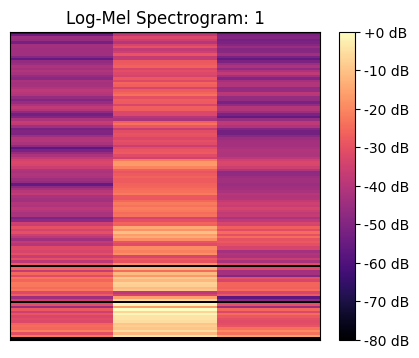 Log-Mel Spectrogram: 1
+0 dB
-10 dB
-20 dB
-30 dB
-40 dB
-50 dB
-60 dB
-70 dB
-80 dB